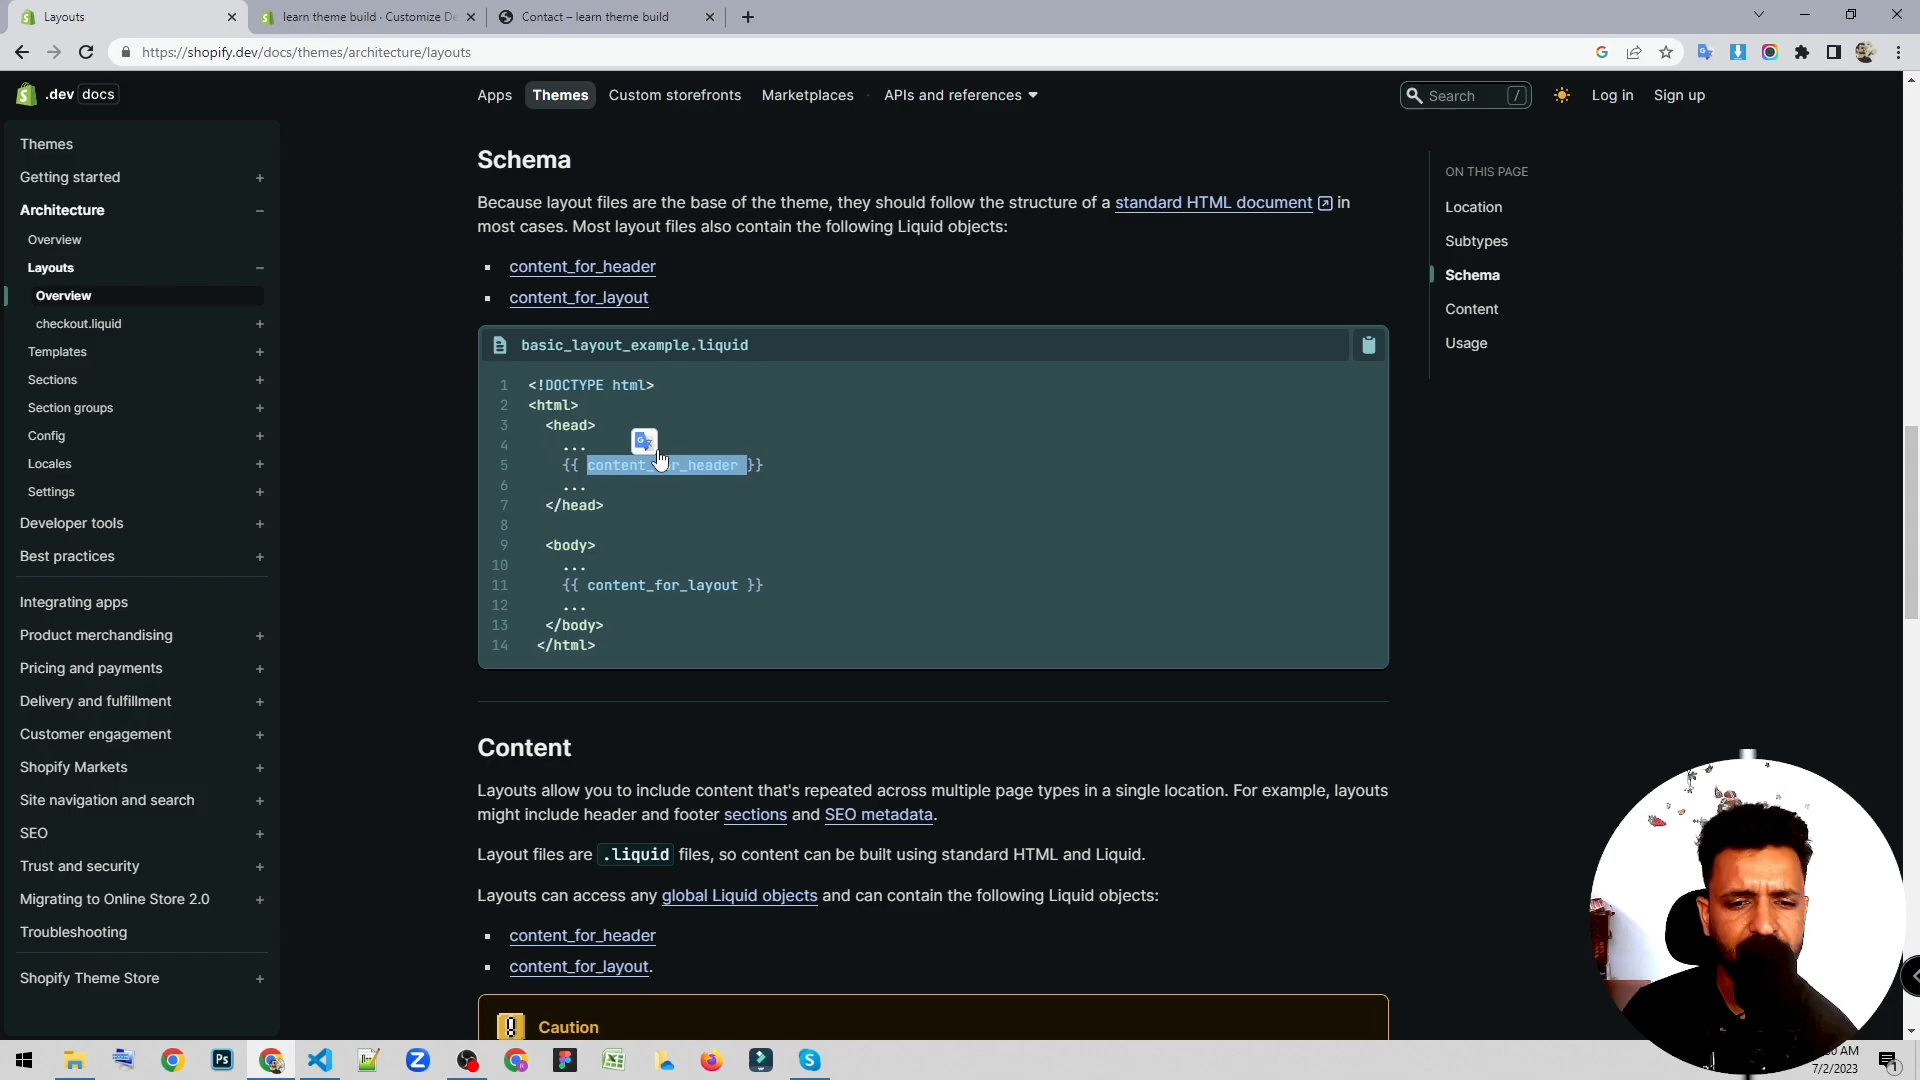 Layouts
learn theme build · Customize De
Contact – learn theme build
https://shopify.dev/docs/themes/architecture/layouts
.dev docs
Apps
Themes
Custom storefronts
Marketplaces
APIs and references
Search /
Log in
Sign up
Themes
Getting started
Architecture
Overview
Layouts
Overview
checkout.liquid
Templates
Sections
Section groups
Config
Locales
Settings
Developer tools
Best practices
Integrating apps
Product merchandising
Pricing and payments
Delivery and fulfillment
Customer engagement
Shopify Markets
Site navigation and search
SEO
Trust and security
Migrating to Online Store 2.0
Troubleshooting
Shopify Theme Store
Schema
Because layout files are the base of the theme, they should follow the structure of a standard HTML document in
most cases. Most layout files also contain the following Liquid objects:
content_for_header
content_for_layout
basic_layout_example.liquid
1 <!DOCTYPE html>
2 <html>
3 <head>
4 ...
5 {{ content_for_header }}
6 ...
7 </head>
8
9 <body>
10 ...
11 {{ content_for_layout }}
12 ...
13 </body>
14 </html>
Content
Layouts allow you to include content that's repeated across multiple page types in a single location. For example, layouts
might include header and footer sections and SEO metadata.
Layout files are .liquid files, so content can be built using standard HTML and Liquid.
Layouts can access any global Liquid objects and can contain the following Liquid objects:
content_for_header
content_for_layout.
Caution
ON THIS PAGE
Location
Subtypes
Schema
Content
Usage
Ps
AM
7/2/2023
1